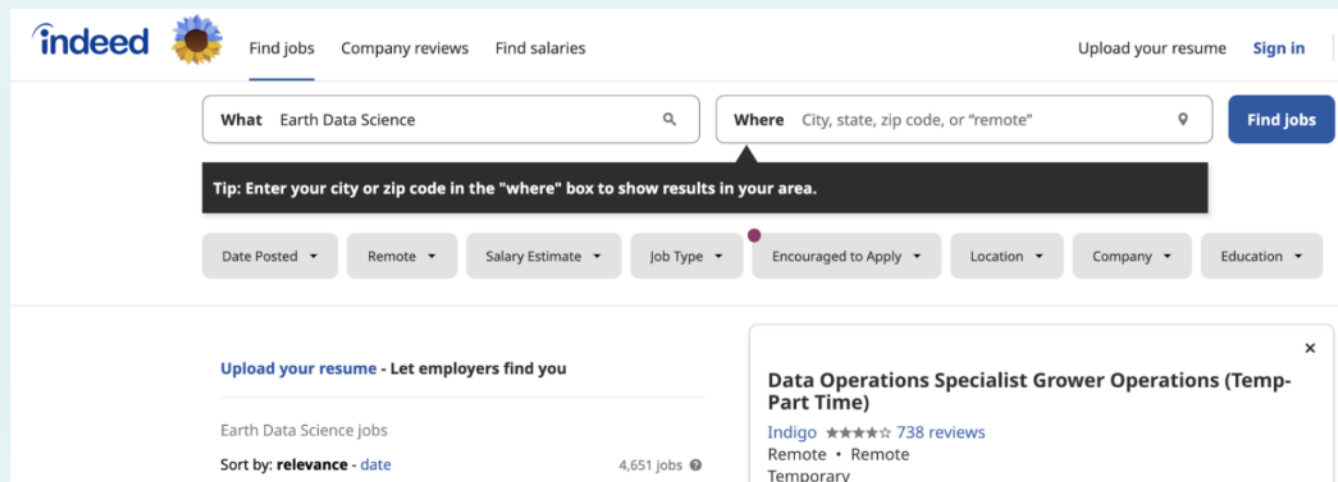 indeed
Find jobs Company reviews Find salaries
Upload your resume Sign in
What Earth Data Science
Where City, state, zip code, or “remote”
Find jobs
Tip: Enter your city or zip code in the "where" box to show results in your area.
Date Posted Remote Salary Estimate Job Type Encouraged to Apply Location Company Education
Upload your resume - Let employers find you
Earth Data Science jobs
Sort by: relevance - date
4,651 jobs
Data Operations Specialist Grower Operations (Temp-
Part Time)
Indigo ★★★★☆ 738 reviews
Remote • Remote
Temporary